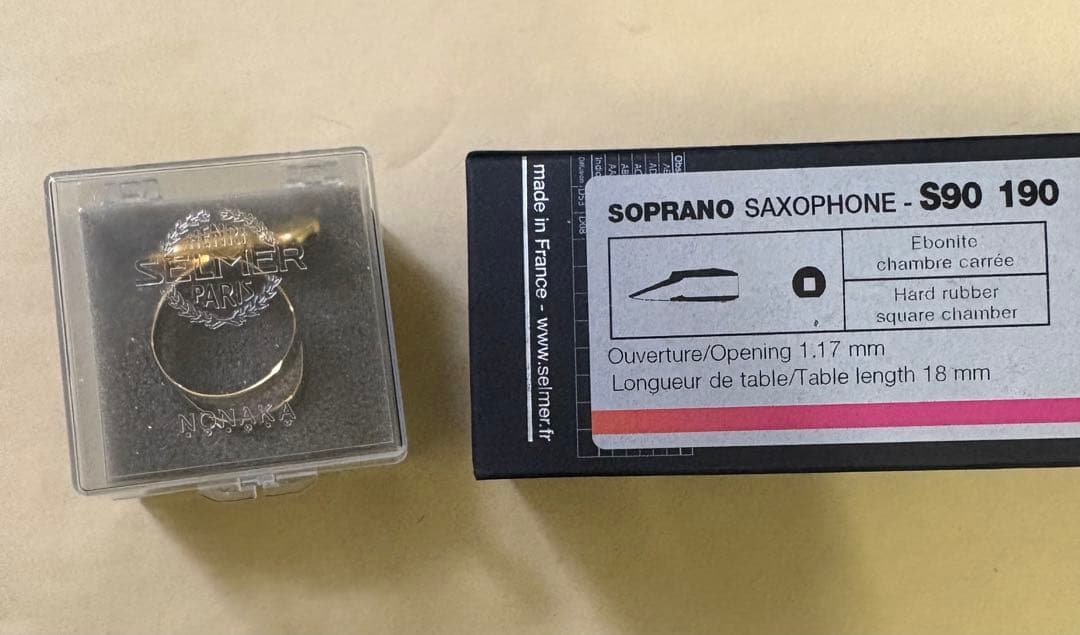 HENRI
SELMER
PARIS
NONAKA
made in France - www.selmer.fr
SOPRANO SAXOPHONE - S90 190
Ebonite
chambre carrée
Hard rubber
square chamber
Ouverture/Opening 1.17 mm
Longueur de table/Table length 18 mm